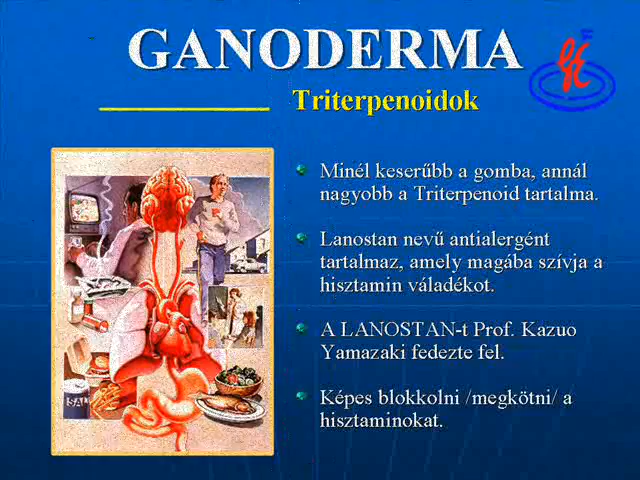 GANODERMA
Triterpenoidok
Minél keserűbb a gomba, annál
nagyobb a Triterpenoid tartalma.
Lanostan nevű antialergént
tartalmaz, amely magába szívja a
hisztamin váladékot.
A LANOSTAN-t Prof. Kazuo
Yamazaki fedezte fel.
Képes blokkolni /megkötni/ a
hisztaminokat.
SALT